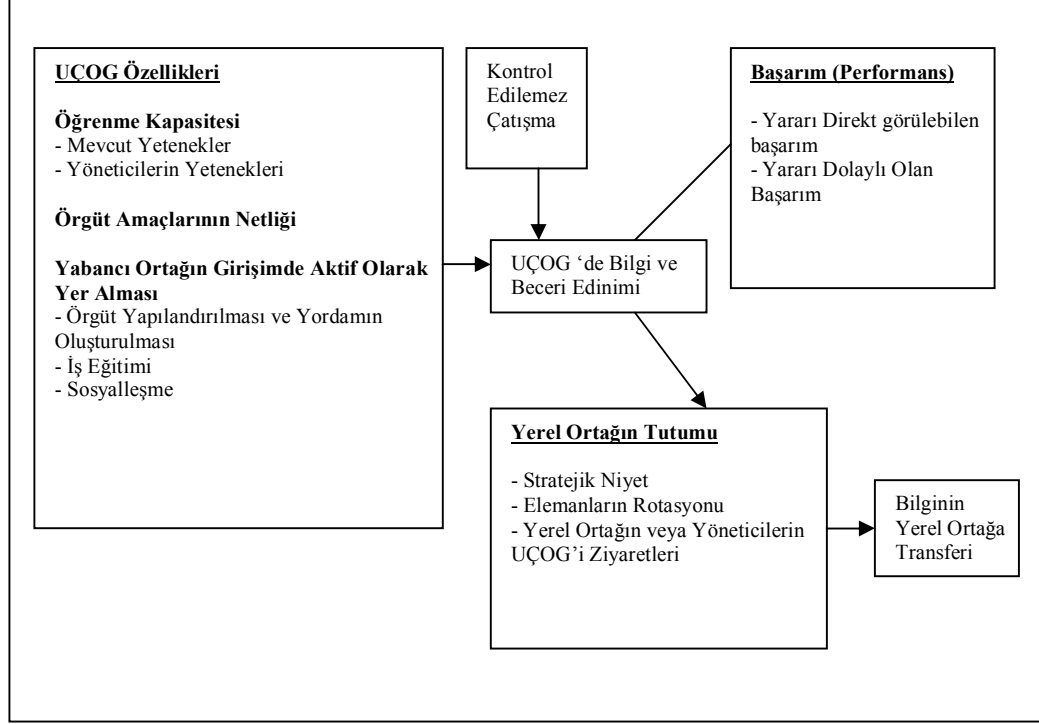 UÇOG Özellikleri
Öğrenme Kapasitesi
- Mevcut Yetenekler
- Yöneticilerin Yetenekleri
Örgüt Amaçlarının Netliği
Yabancı Ortağın Girişimde Aktif Olarak
Yer Alması
- Örgüt Yapılandırılması ve Yordamın
Oluşturulması
- İş Eğitimi
- Sosyalleşme
Kontrol
Edilemez
Çatışma
Başarım (Performans)
- Yararı Direkt görülebilen
başarım
- Yararı Dolaylı Olan
Başarım
UÇOG ‘de Bilgi ve
Beceri Edinimi
Yerel Ortağın Tutumu
- Stratejik Niyet
- Elemanların Rotasyonu
- Yerel Ortağın veya Yöneticilerin
UÇOG’i Ziyaretleri
Bilginin
Yerel Ortağa
Transferi